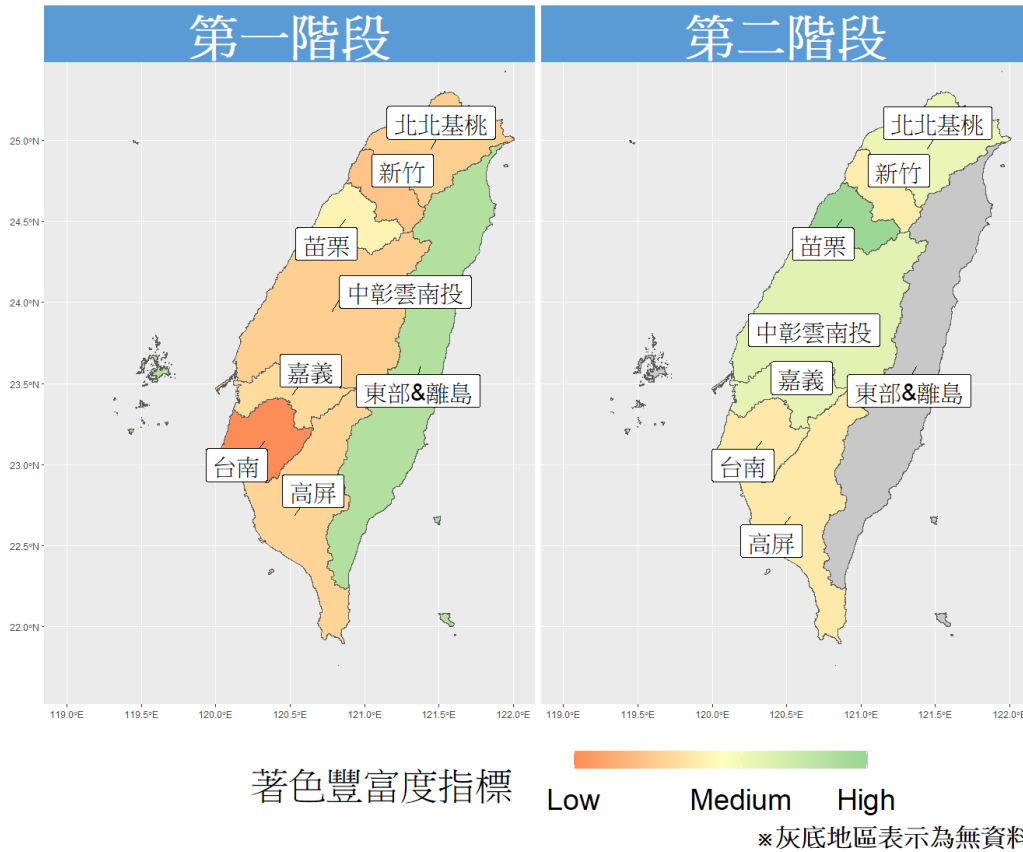 第一階段
第二階段
25.0°N
24.5°N
24.0°N
23.5°N
23.0°N
22.5°N
22.0°N
北北基桃
新竹
苗栗
中彰雲南投
嘉義
東部&離島
台南
高屏
北北基桃
新竹
苗栗
中彰雲南投
嘉義
東部&離島
台南
高屏
119.0°E 119.5°E 120.0°E 120.5°E 121.0°E 121.5°E 122.0°E
119.0°E 119.5°E 120.0°E 120.5°E 121.0°E 121.5°E 122.0°E
著色豐富度指標
Low Medium High
※灰底地區表示為無資料